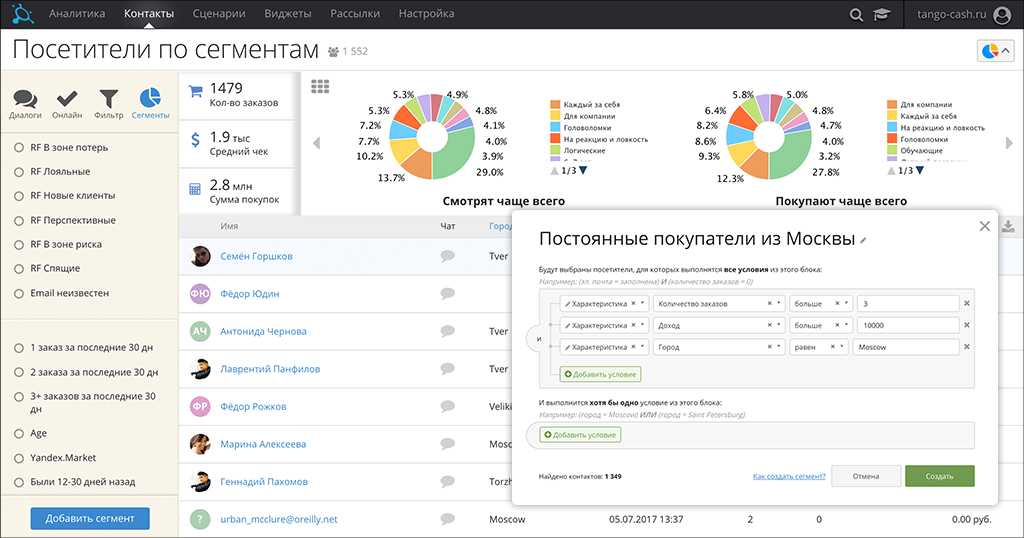 Аналитика Контакты Сценарии Виджеты Рассылки Настройка tango-cash.ru
Посетители по сегментам 1 552
Диалоги Онлайн Фильтр Сегменты
RF В зоне потерь
RF Лояльные
RF Новые клиенты
RF Перспективные
RF В зоне риска
RF Спящие
Email неизвестен
1 заказ за последние 30 дн
2 заказа за последние 30 дн
3+ заказов за последние 30
дн
Age
Yandex.Market
Были 12-30 дней назад
Добавить сегмент
1479
Кол-во заказов
$ 1.9 тыс
Средний чек
2.8 млн
Сумма покупок
5.3%
4.9%
5.3%
4.8%
7.2%
4.1%
7.7%
4.0%
10.2%
3.9%
13.7%
29.0%
Каждый за себя
Для компании
Головоломки
На реакцию и ловкость
Логические
1/3
Смотрят чаще всего
5.8%
5.0%
6.4%
4.8%
8.2%
4.7%
8.6%
4.0%
9.3%
3.2%
12.3%
27.8%
Для компании
Каждый за себя
На реакцию и ловкость
Головоломки
Обучающие
1/3
Покупают чаще всего
Имя Чат Город
Семён Горшков Tver
ФЮ Фёдор Юдин
АЧ Антонида Чернова Tver
Лаврентий Панфилов Tver
ФР Фёдор Рожков Veliki
Марина Алексеева Mosc
Геннадий Пахомов Torzh
? urban_mcclure@oreilly.net Moscow 05.07.2017 13:37 2 0 0.00 руб.
Постоянные покупатели из Москвы
Будут выбраны посетители, для которых выполнятся все условия из этого блока:
Например: (эл. почта = заполнена) И (количество заказов = 0)
и
Характеристика Количество заказов больше 3
Характеристика Доход больше 10000
Характеристика Город равен Moscow
Добавить условие
И выполнится хотя бы одно условие из этого блока:
Например: (город = Moscow) ИЛИ (город = Saint Petersburg)
Добавить условие
Найдено контактов: 1 349 Как создать сегмент? Отмена Создать